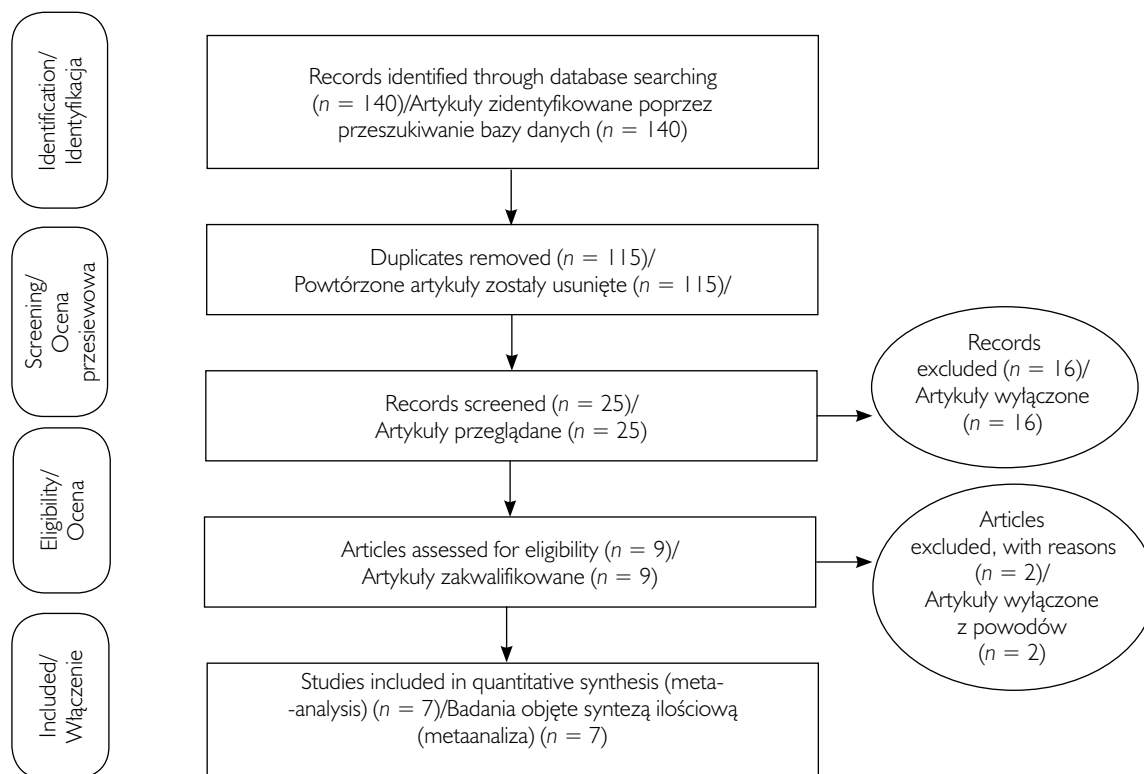 Identification/
Identyfikacja
Records identified through database searching
(n = 140)/Artykuły zidentyfikowane poprzez
przeszukiwanie bazy danych (n = 140)
Screening/
Ocena
przesiewowa
Duplicates removed (n = 115)/
Powtórzone artykuły zostały usunięte (n = 115)/
Records screened (n = 25)/
Artykuły przeglądane (n = 25)
Records
excluded (n = 16)/
Artykuły wyłączone
(n = 16)
Eligibility/
Ocena
Articles assessed for eligibility (n = 9)/
Artykuły zakwalifikowane (n = 9)
Articles
excluded, with reasons
(n = 2)/
Artykuły wyłączone
z powodów
(n = 2)
Included/
Włączenie
Studies included in quantitative synthesis (meta-
-analysis) (n = 7)/Badania objęte syntezą ilościową
(metaanaliza) (n = 7)